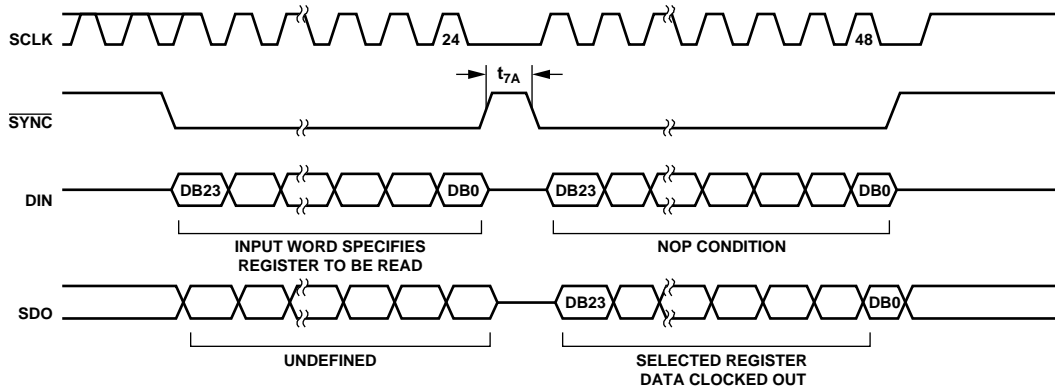 SCLK
24
48
t7A
SYNC
DIN
DB23
DB0
DB23
DB0
INPUT WORD SPECIFIES
REGISTER TO BE READ
NOP CONDITION
SDO
DB23
DB0
UNDEFINED
SELECTED REGISTER
DATA CLOCKED OUT